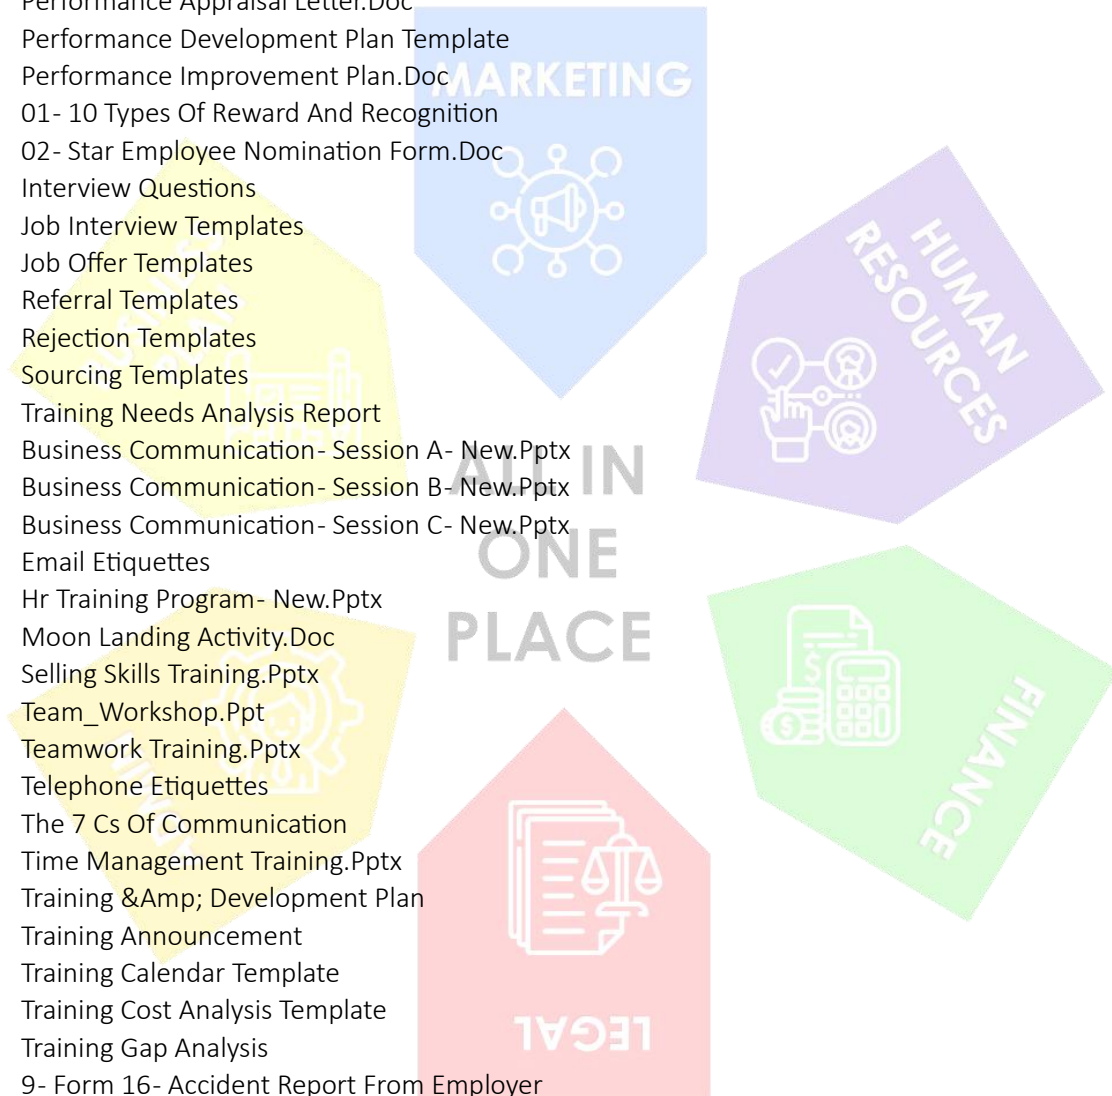 Performance Appraisal Letter.Doc
Performance Development Plan Template
Performance Improvement Plan.Doc
01- 10 Types Of Reward And Recognition
02- Star Employee Nomination Form.Doc
Interview Questions
Job Interview Templates
Job Offer Templates
Referral Templates
Rejection Templates
Sourcing Templates
Training Needs Analysis Report
Business Communication- Session A- New.Pptx
Business Communication- Session B- New.Pptx
Business Communication- Session C- New.Pptx
Email Etiquettes
Hr Training Program- New.Pptx
Moon Landing Activity.Doc
Selling Skills Training.Pptx
Team_Workshop.Ppt
Teamwork Training.Pptx
Telephone Etiquettes
The 7 Cs Of Communication
Time Management Training.Pptx
Training &Amp; Development Plan
Training Announcement
Training Calendar Template
Training Cost Analysis Template
Training Gap Analysis
9- Form 16- Accident Report From Employer
MARKETING
HUMAN
RESOURCES
ALL IN
ONE
PLACE
FINANCE
LEGAL